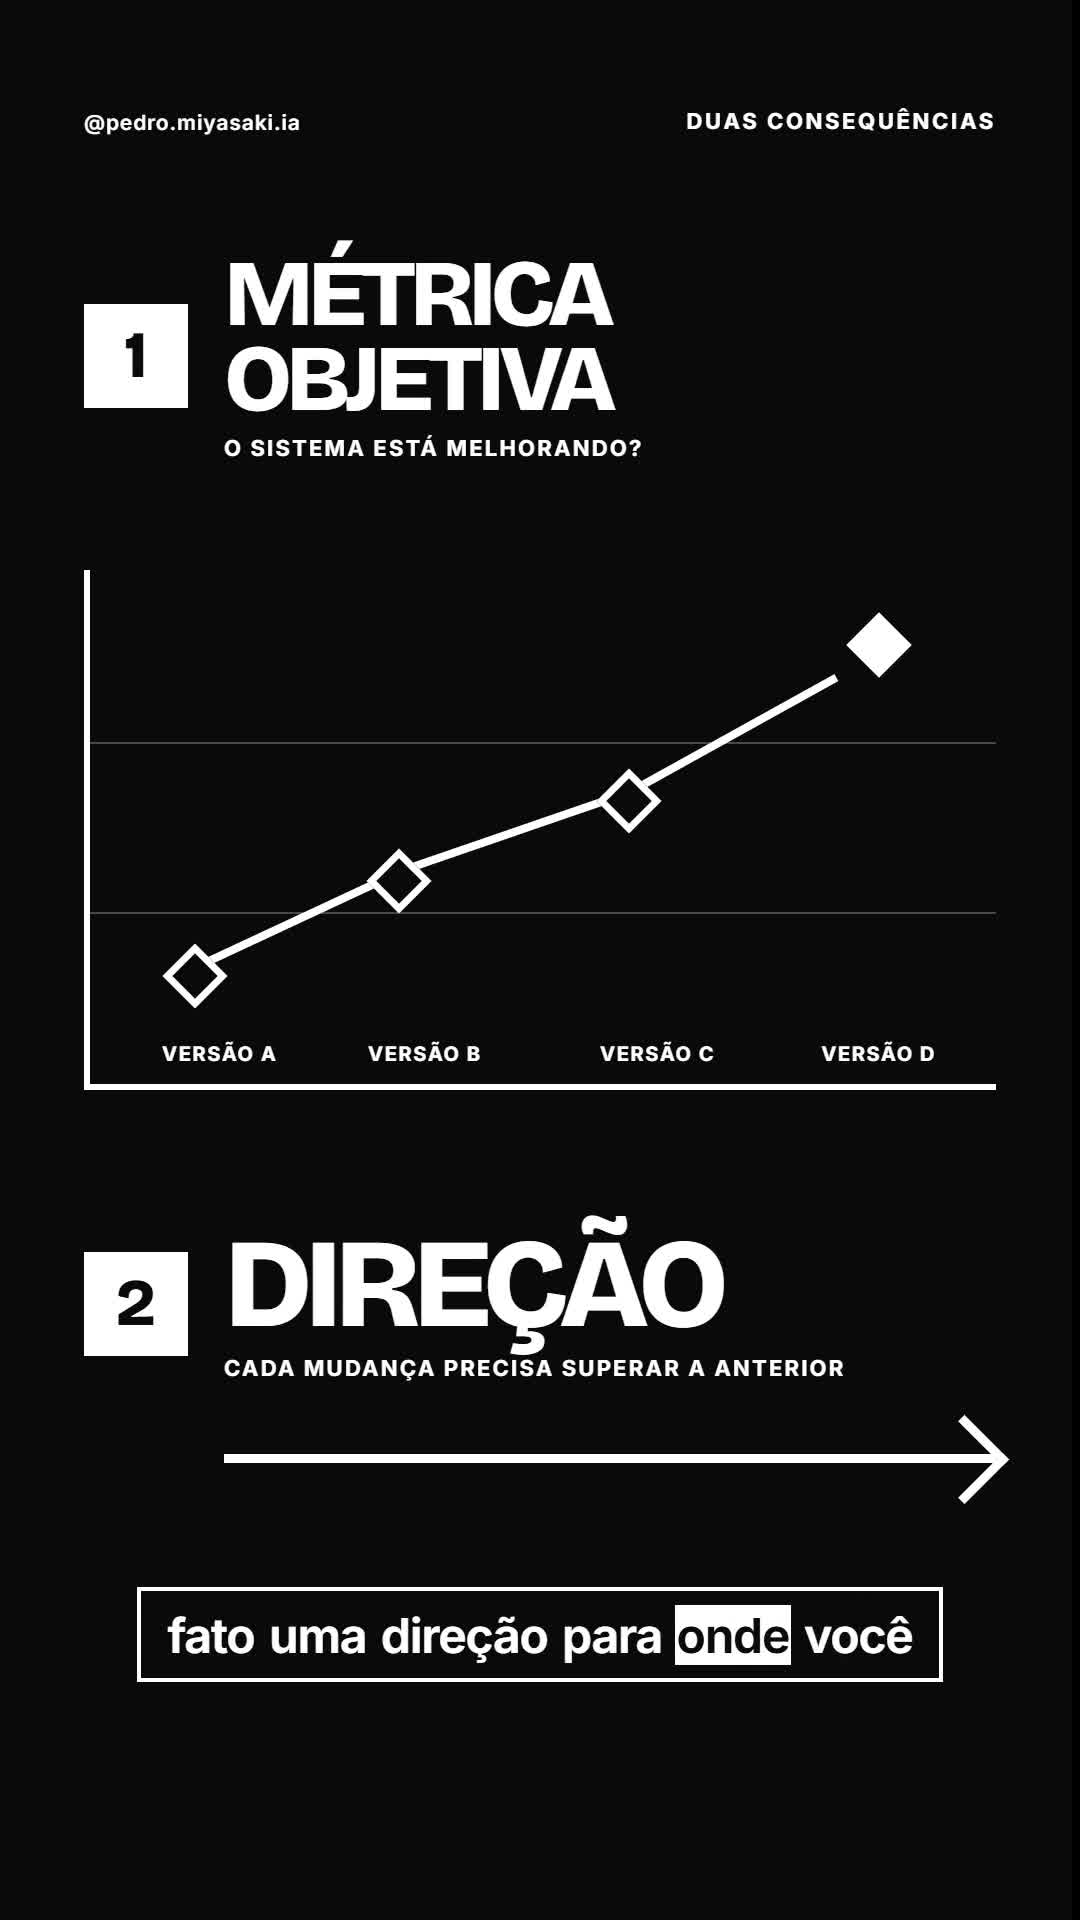 @pedro.miyasaki.ia
DUAS CONSEQUÊNCIAS
1
MÉTRICA
OBJETIVA
O SISTEMA ESTÁ MELHORANDO?
VERSÃO A
VERSÃO B
VERSÃO C
VERSÃO D
2
DIREÇÃO
CADA MUDANÇA PRECISA SUPERAR A ANTERIOR
fato uma direção para onde você